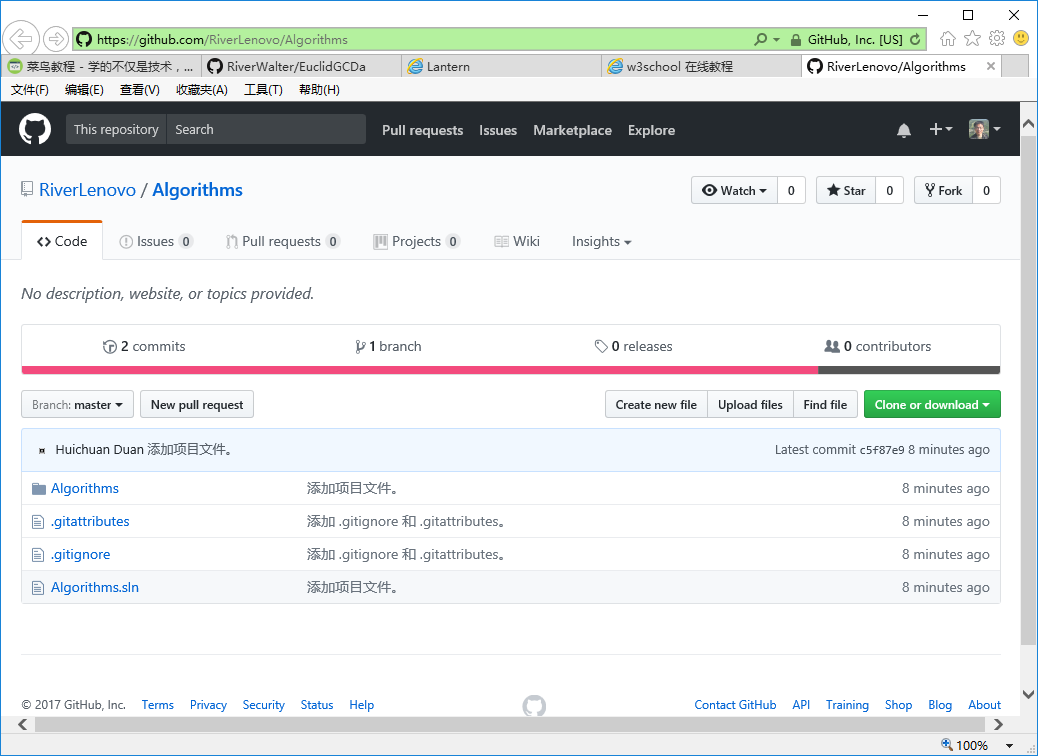 https://github.com/RiverLenovo/Algorithms GitHub, Inc. [US]
菜鸟教程 - 学的不仅是技术，... RiverWalter/EuclidGCDa Lantern w3school 在线教程 RiverLenovo/Algorithms
文件(F) 编辑(E) 查看(V) 收藏夹(A) 工具(T) 帮助(H)
This repository Search Pull requests Issues Marketplace Explore
RiverLenovo / Algorithms Watch 0 Star 0 Fork 0
Code Issues 0 Pull requests 0 Projects 0 Wiki Insights
No description, website, or topics provided.
2 commits 1 branch 0 releases 0 contributors
Branch: master New pull request Create new file Upload files Find file Clone or download
Huichuan Duan 添加项目文件。 Latest commit c5f87e9 8 minutes ago
Algorithms 添加项目文件。 8 minutes ago
.gitattributes 添加 .gitignore 和 .gitattributes。 8 minutes ago
.gitignore 添加 .gitignore 和 .gitattributes。 8 minutes ago
Algorithms.sln 添加项目文件。 8 minutes ago
© 2017 GitHub, Inc. Terms Privacy Security Status Help Contact GitHub API Training Shop Blog About
100%